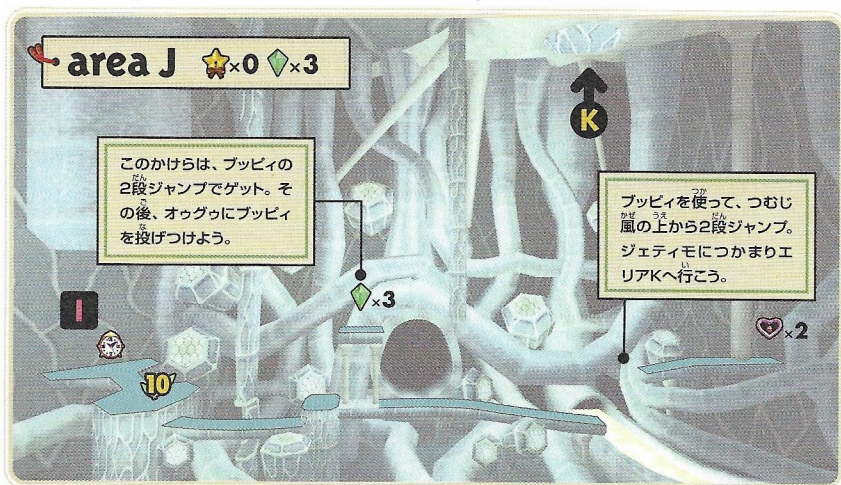 area J ×0 ×3
K
このかけらは、ブッピィの
2段ジャンプでゲット。そ
の後、オゥグゥにブッピィ
を投げつけよう。
ブッピィを使って、つむじ
風の上から2段ジャンプ。
ジェティモにつかまりエ
リアKへ行こう。
×3
I
10
×2